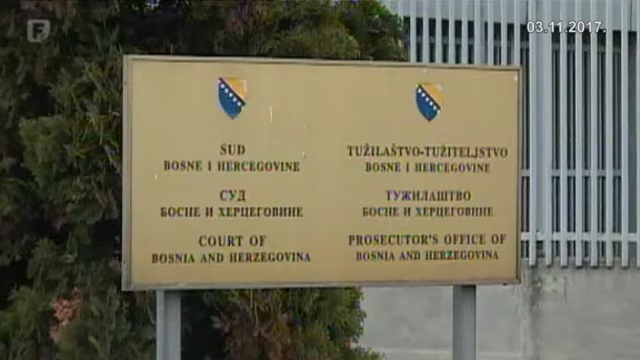 F
03.11.2017.
SUD
BOSNE I HERCEGOVINE
СУД
БОСНЕ И ХЕРЦЕГОВИНЕ
COURT OF
BOSNIA AND HERZEGOVINA
TUŽILAŠTVO-TUŽITELJSTVO
BOSNE I HERCEGOVINE
ТУЖИЛАШТВО
БОСНЕ И ХЕРЦЕГОВИНЕ
PROSECUTOR'S OFFICE OF
BOSNIA AND HERZEGOVINA